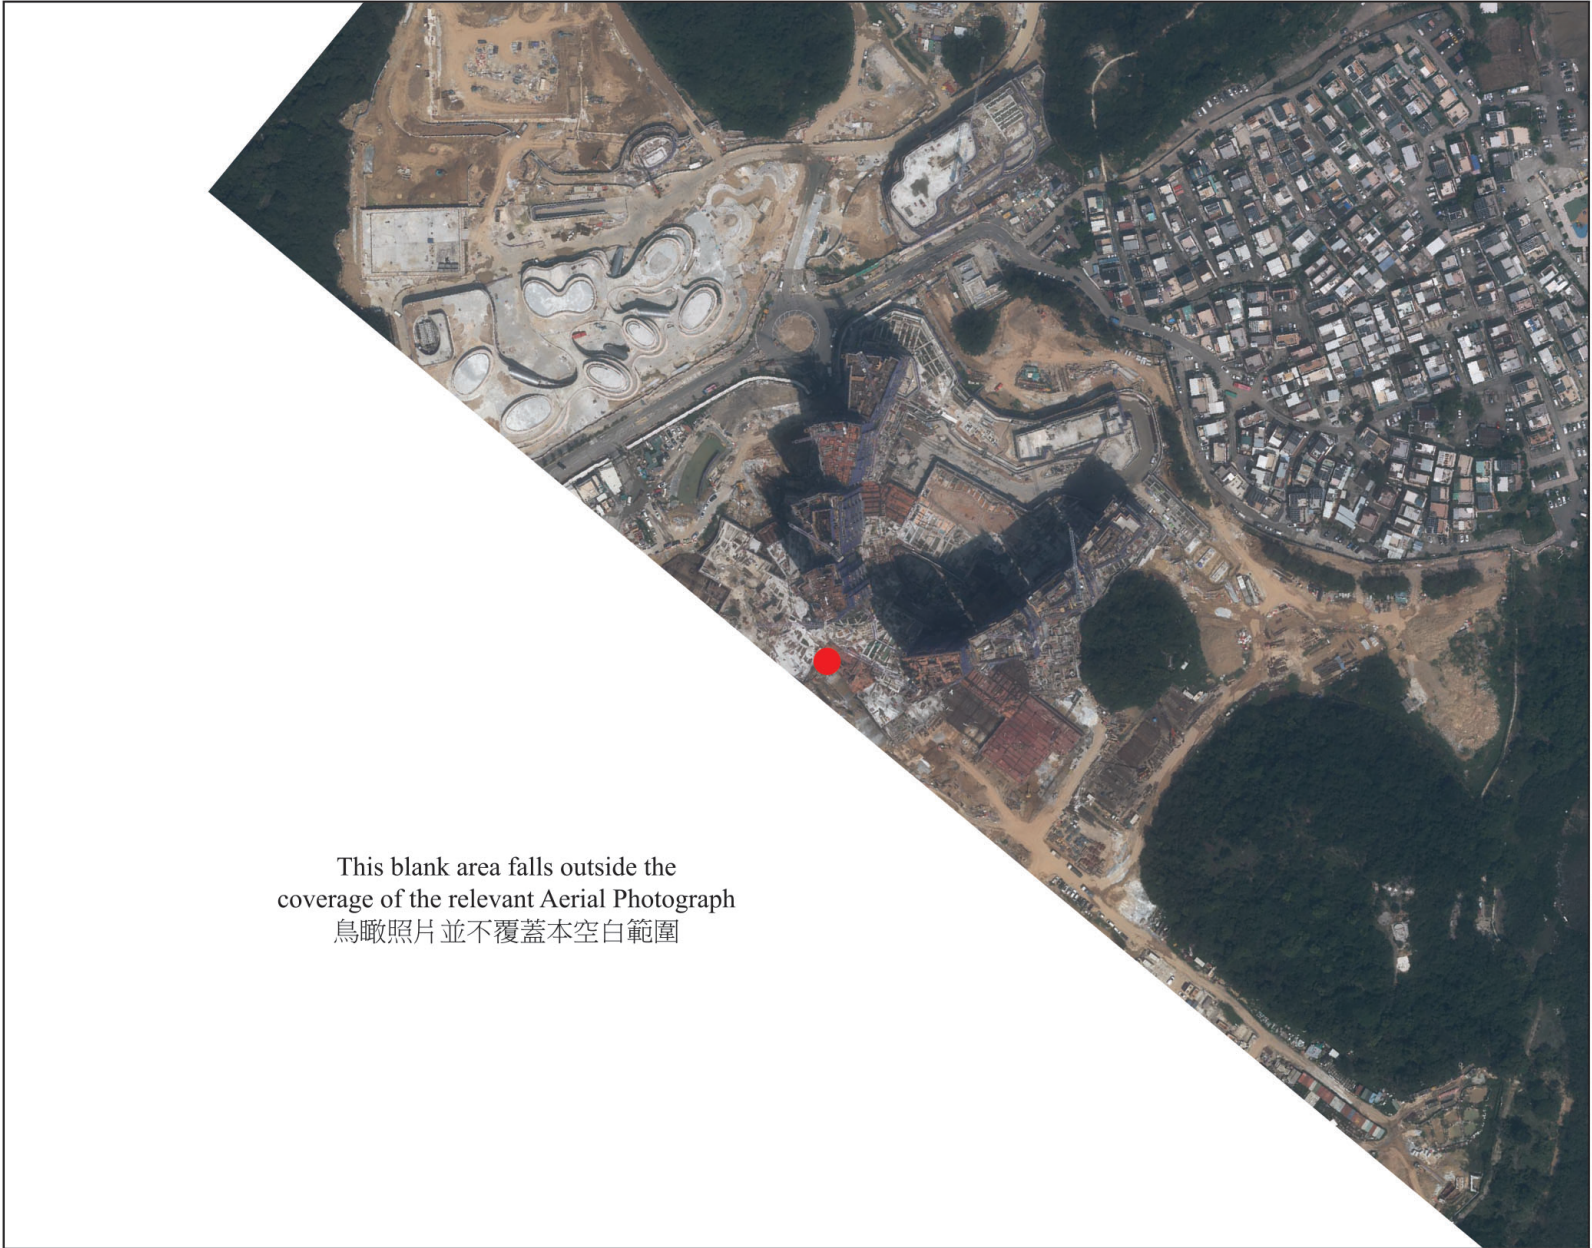 This blank area falls outside the
coverage of the relevant Aerial Photograph
鳥瞰照片並不覆蓋本空白範圍